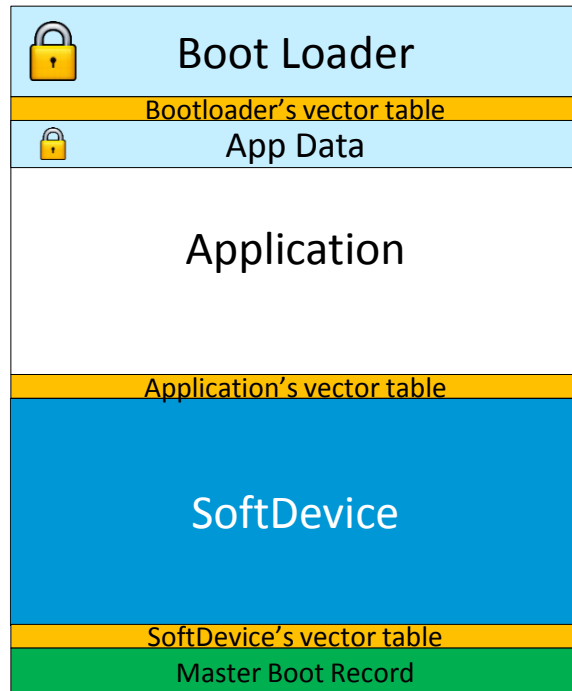 Boot Loader
Bootloader's vector table
App Data
Application
Application's vector table
SoftDevice
SoftDevice's vector table
Master Boot Record